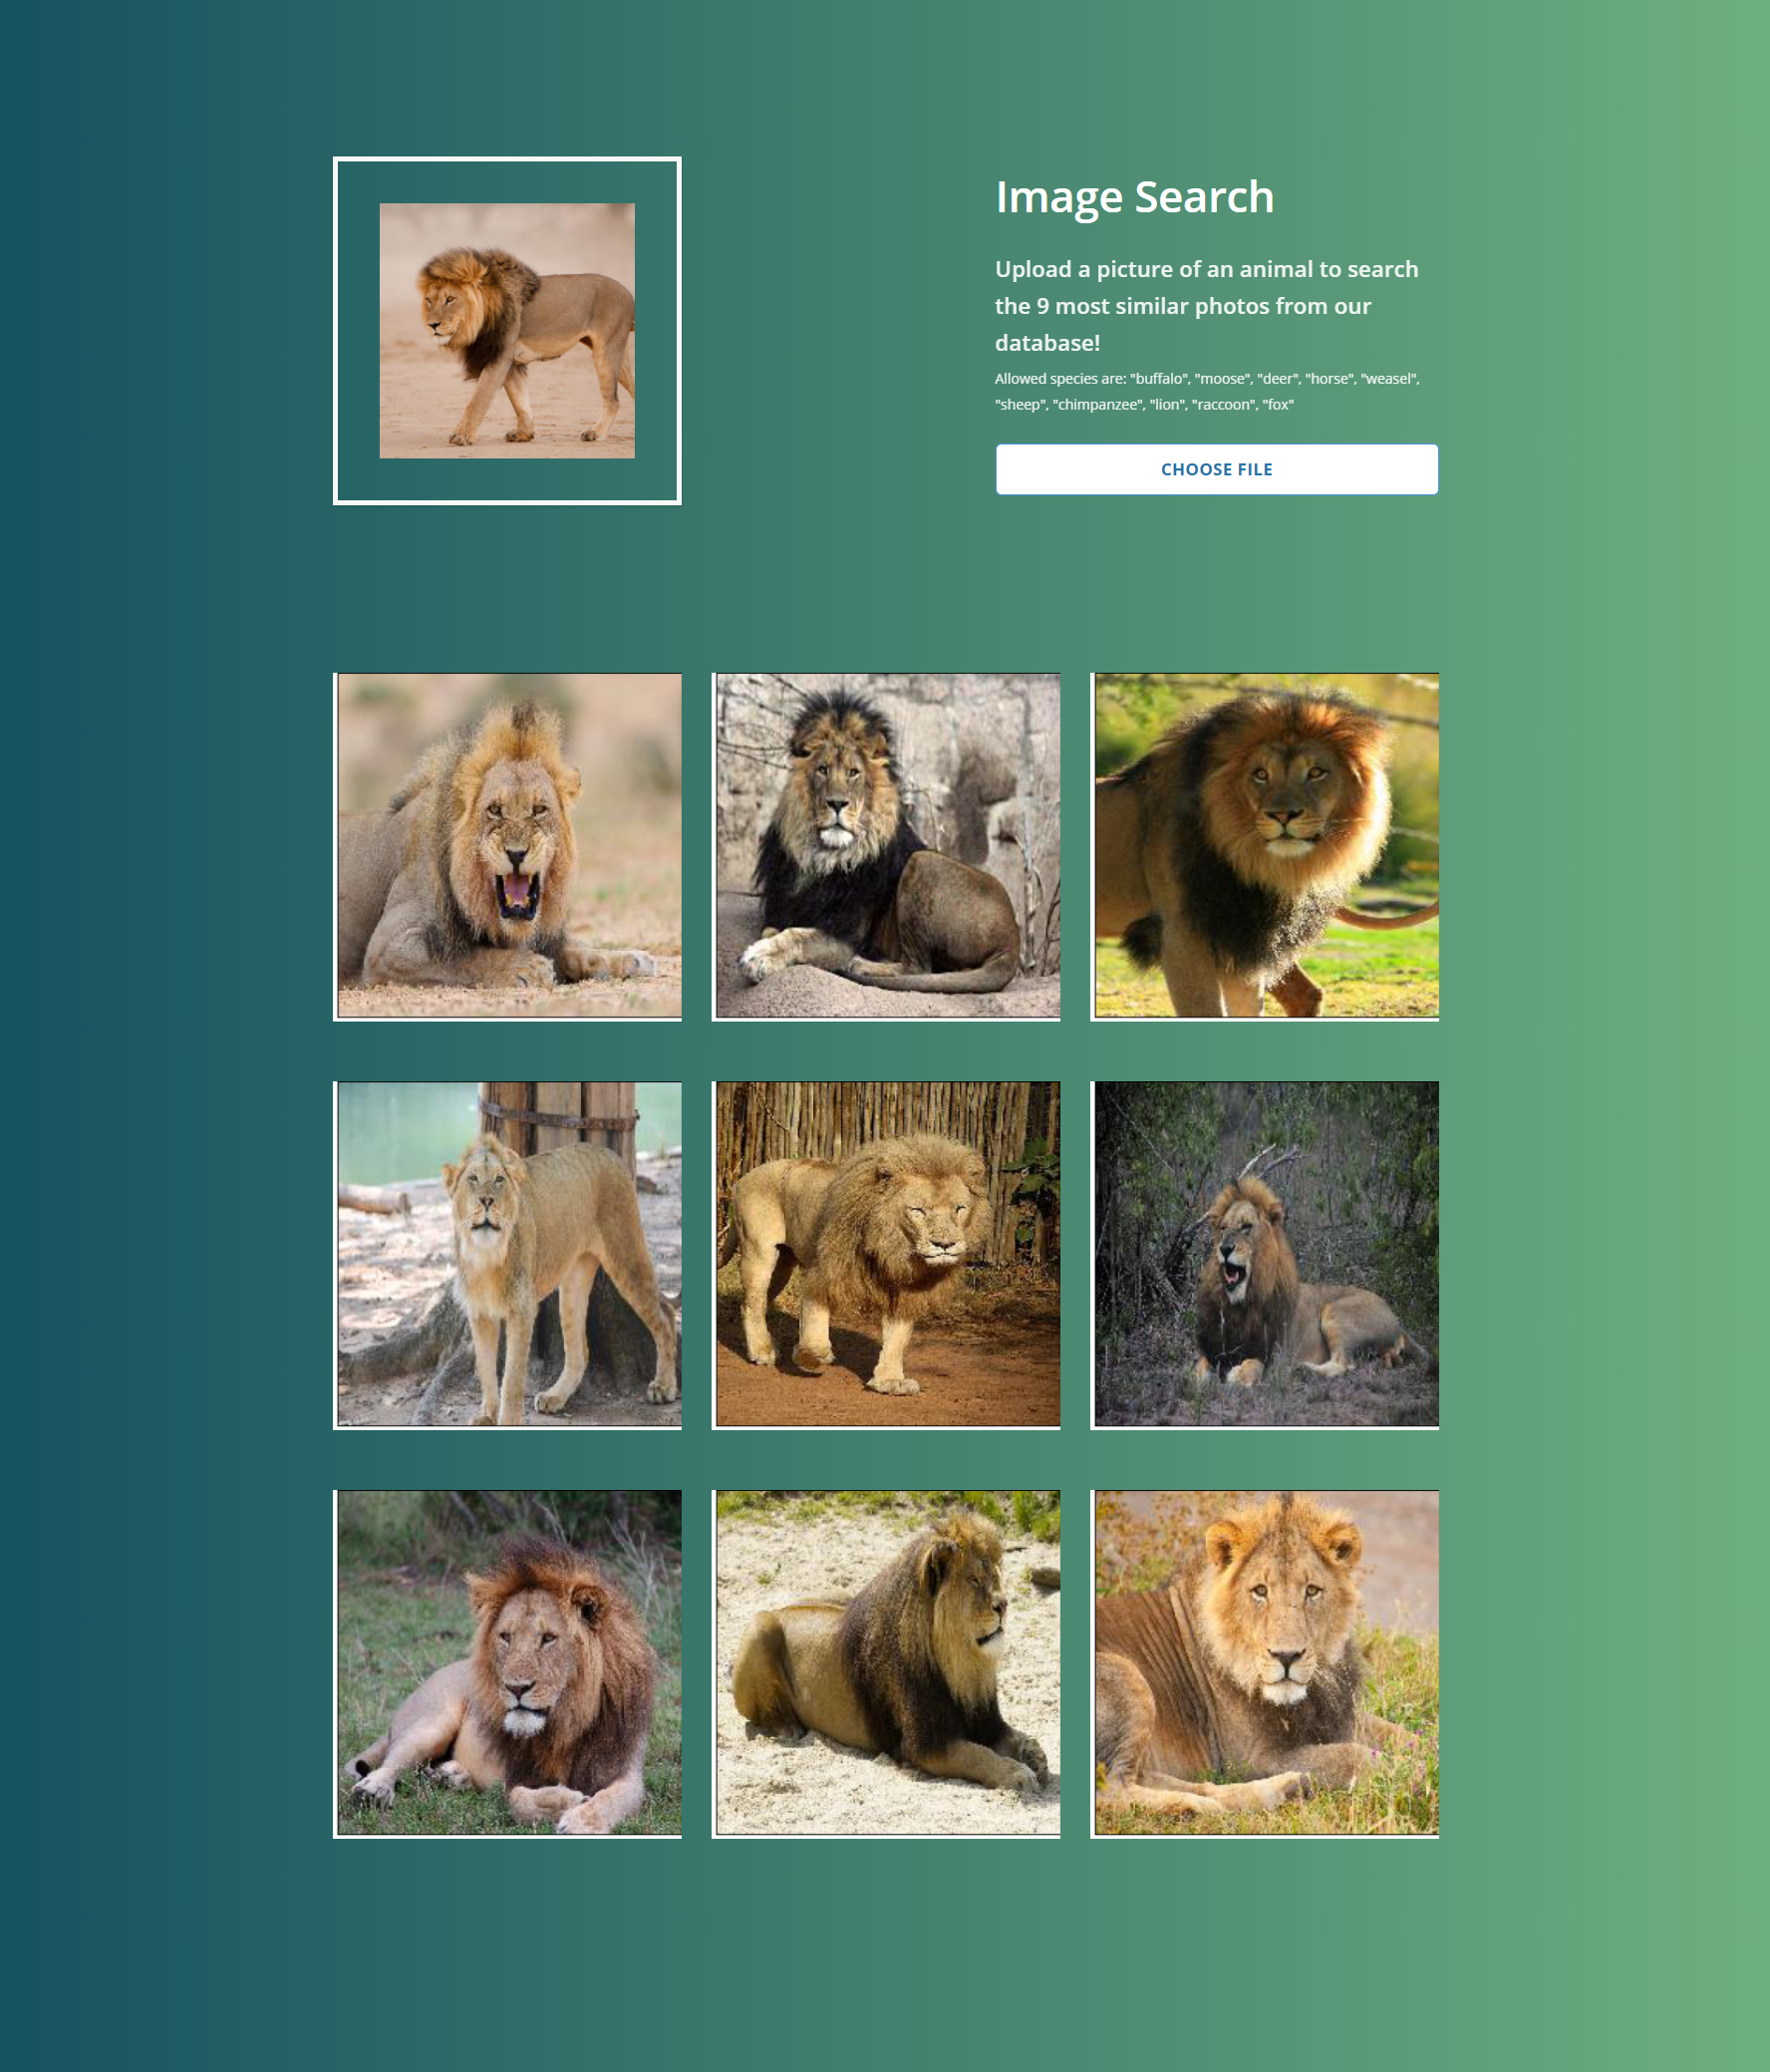 Image Search
Upload a picture of an animal to search
the 9 most similar photos from our
database!
Allowed species are: "buffalo", "moose", "deer", "horse", "weasel",
"sheep", "chimpanzee", "lion", "raccoon", "fox"
CHOOSE FILE